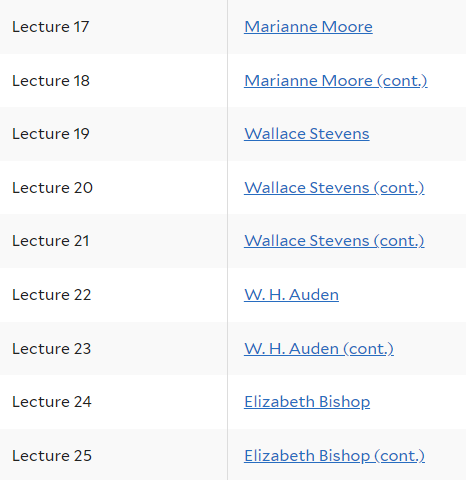 Lecture 17 Marianne Moore
Lecture 18 Marianne Moore (cont.)
Lecture 19 Wallace Stevens
Lecture 20 Wallace Stevens (cont.)
Lecture 21 Wallace Stevens (cont.)
Lecture 22 W. H. Auden
Lecture 23 W. H. Auden (cont.)
Lecture 24 Elizabeth Bishop
Lecture 25 Elizabeth Bishop (cont.)